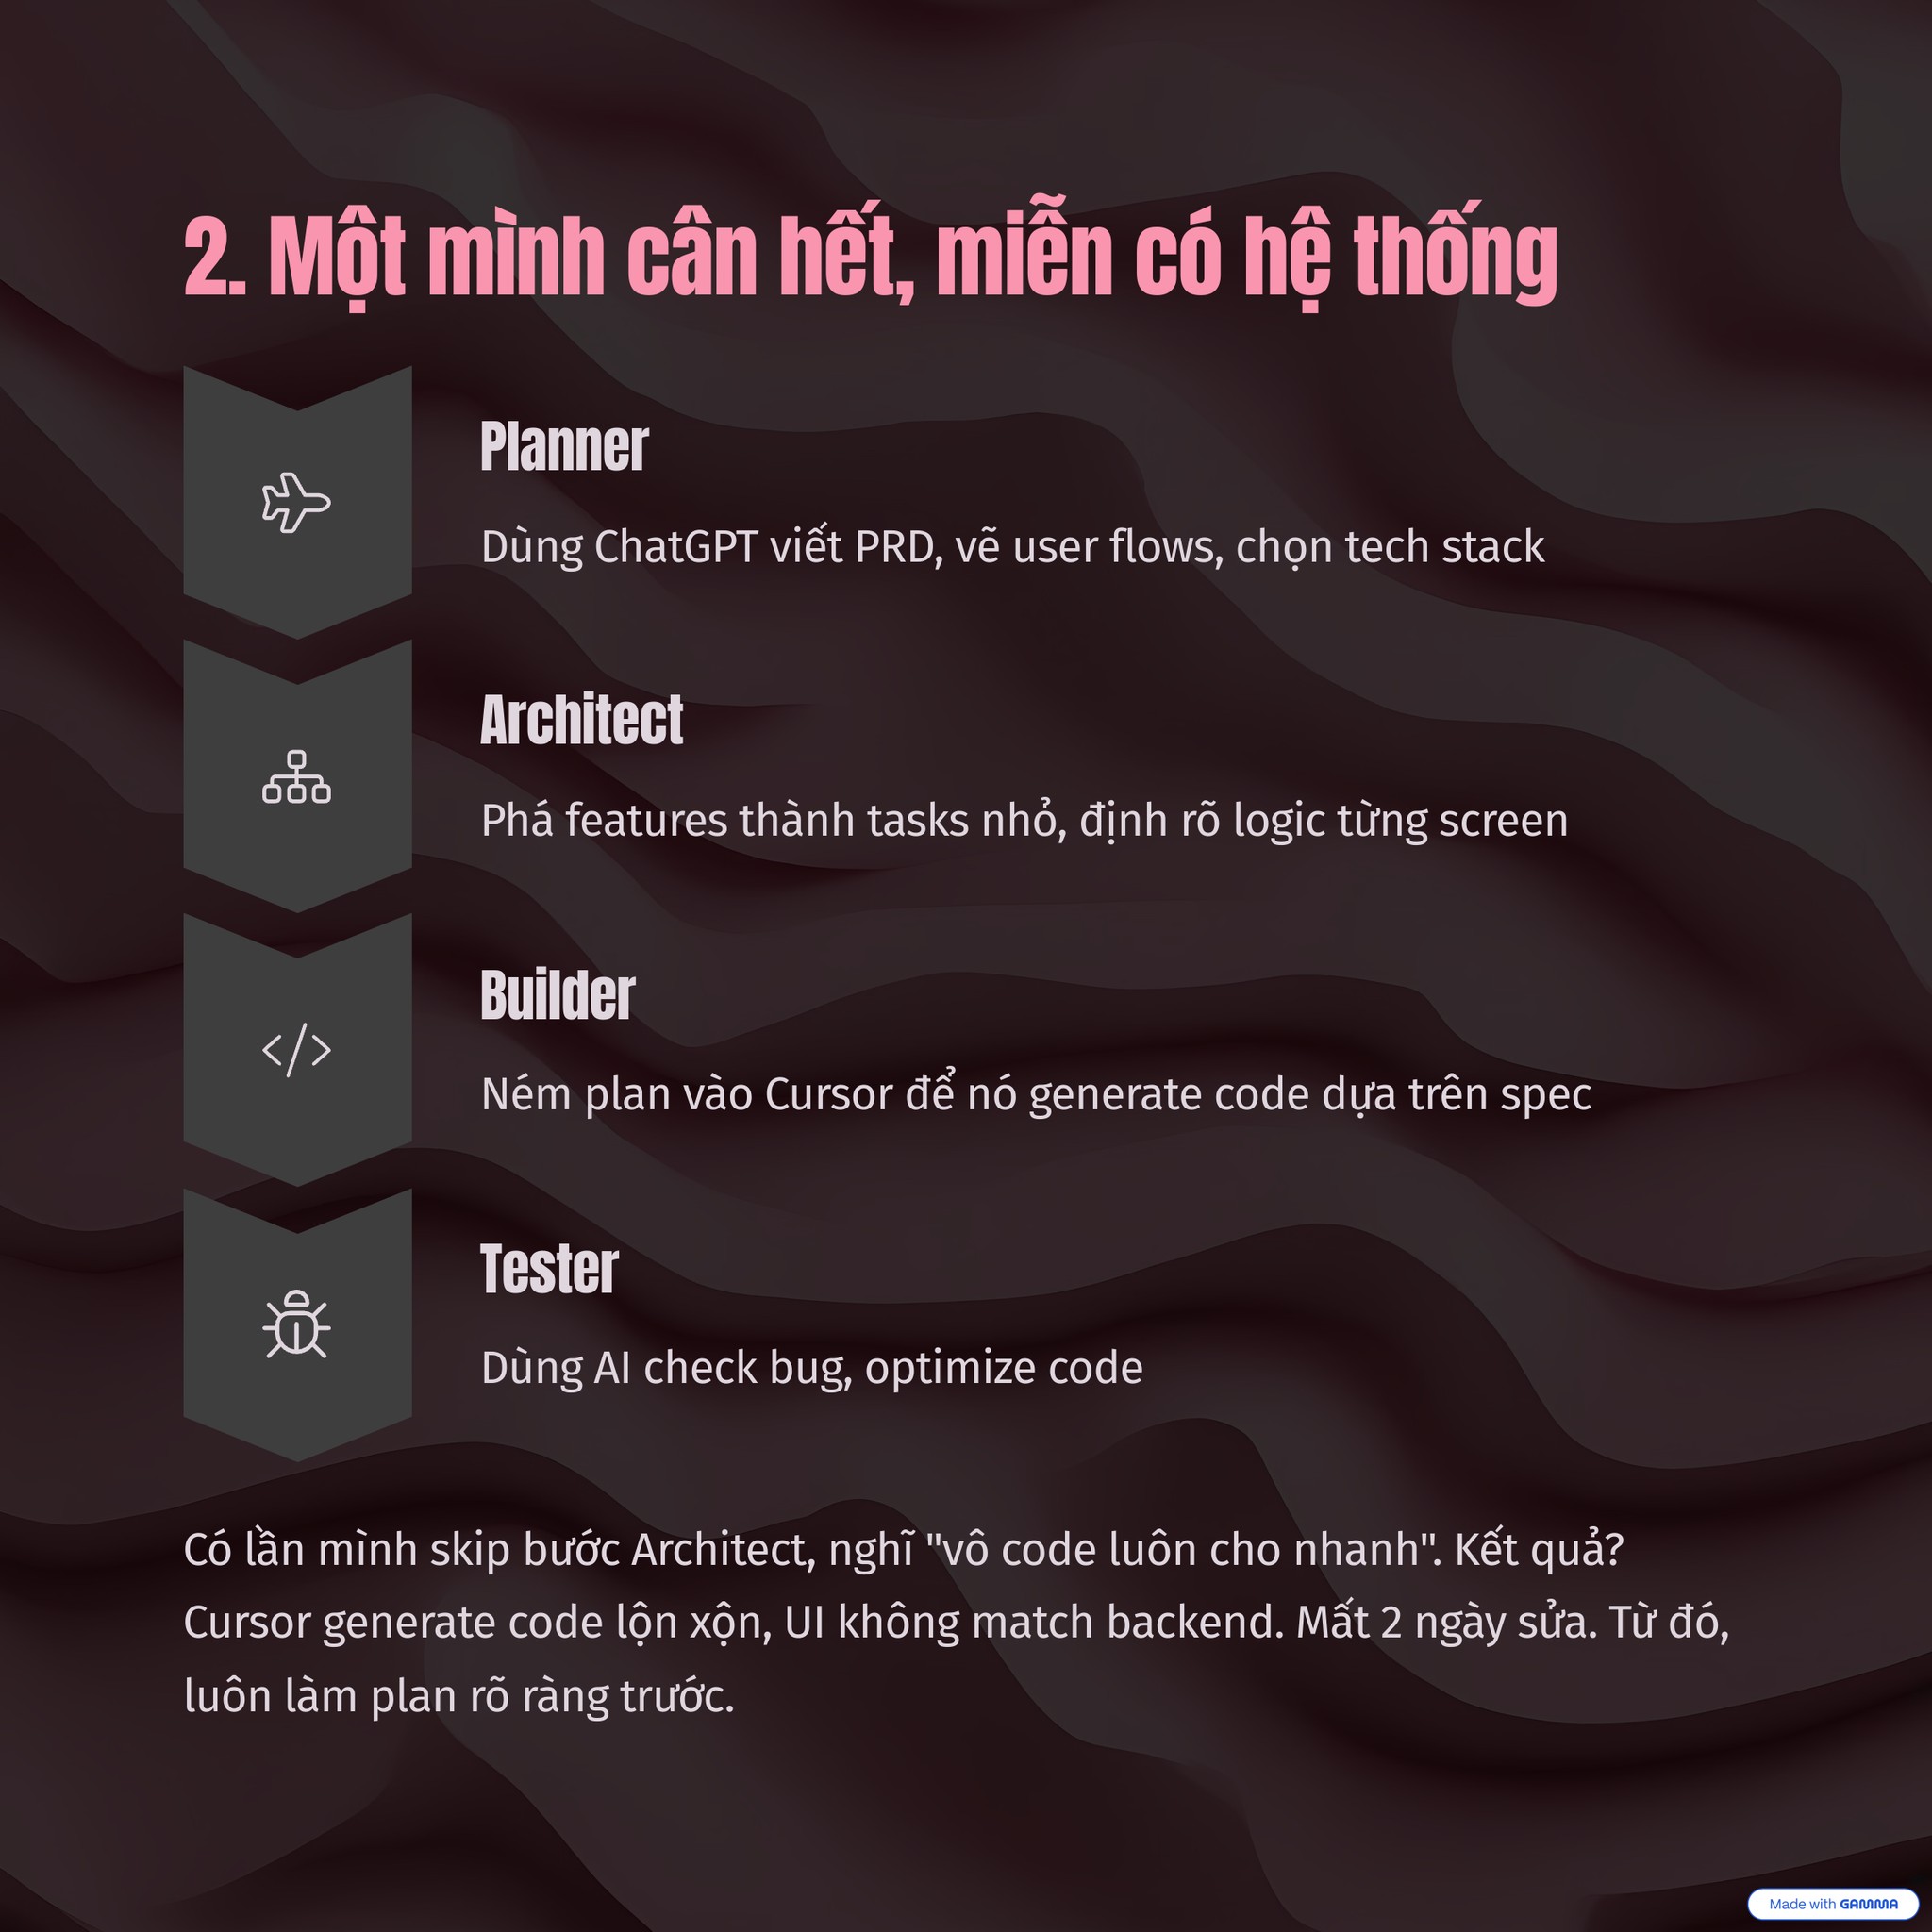 2. Một mình cân hết, miễn có hệ thống
Planner
Dùng ChatGPT viết PRD, vẽ user flows, chọn tech stack
Architect
Phá features thành tasks nhỏ, định rõ logic từng screen
Builder
Ném plan vào Cursor để nó generate code dựa trên spec
Tester
Dùng AI check bug, optimize code
Có lần mình skip bước Architect, nghĩ "vô code luôn cho nhanh". Kết quả?
Cursor generate code lộn xộn, UI không match backend. Mất 2 ngày sửa. Từ đó,
luôn làm plan rõ ràng trước.
Made with GAMMA